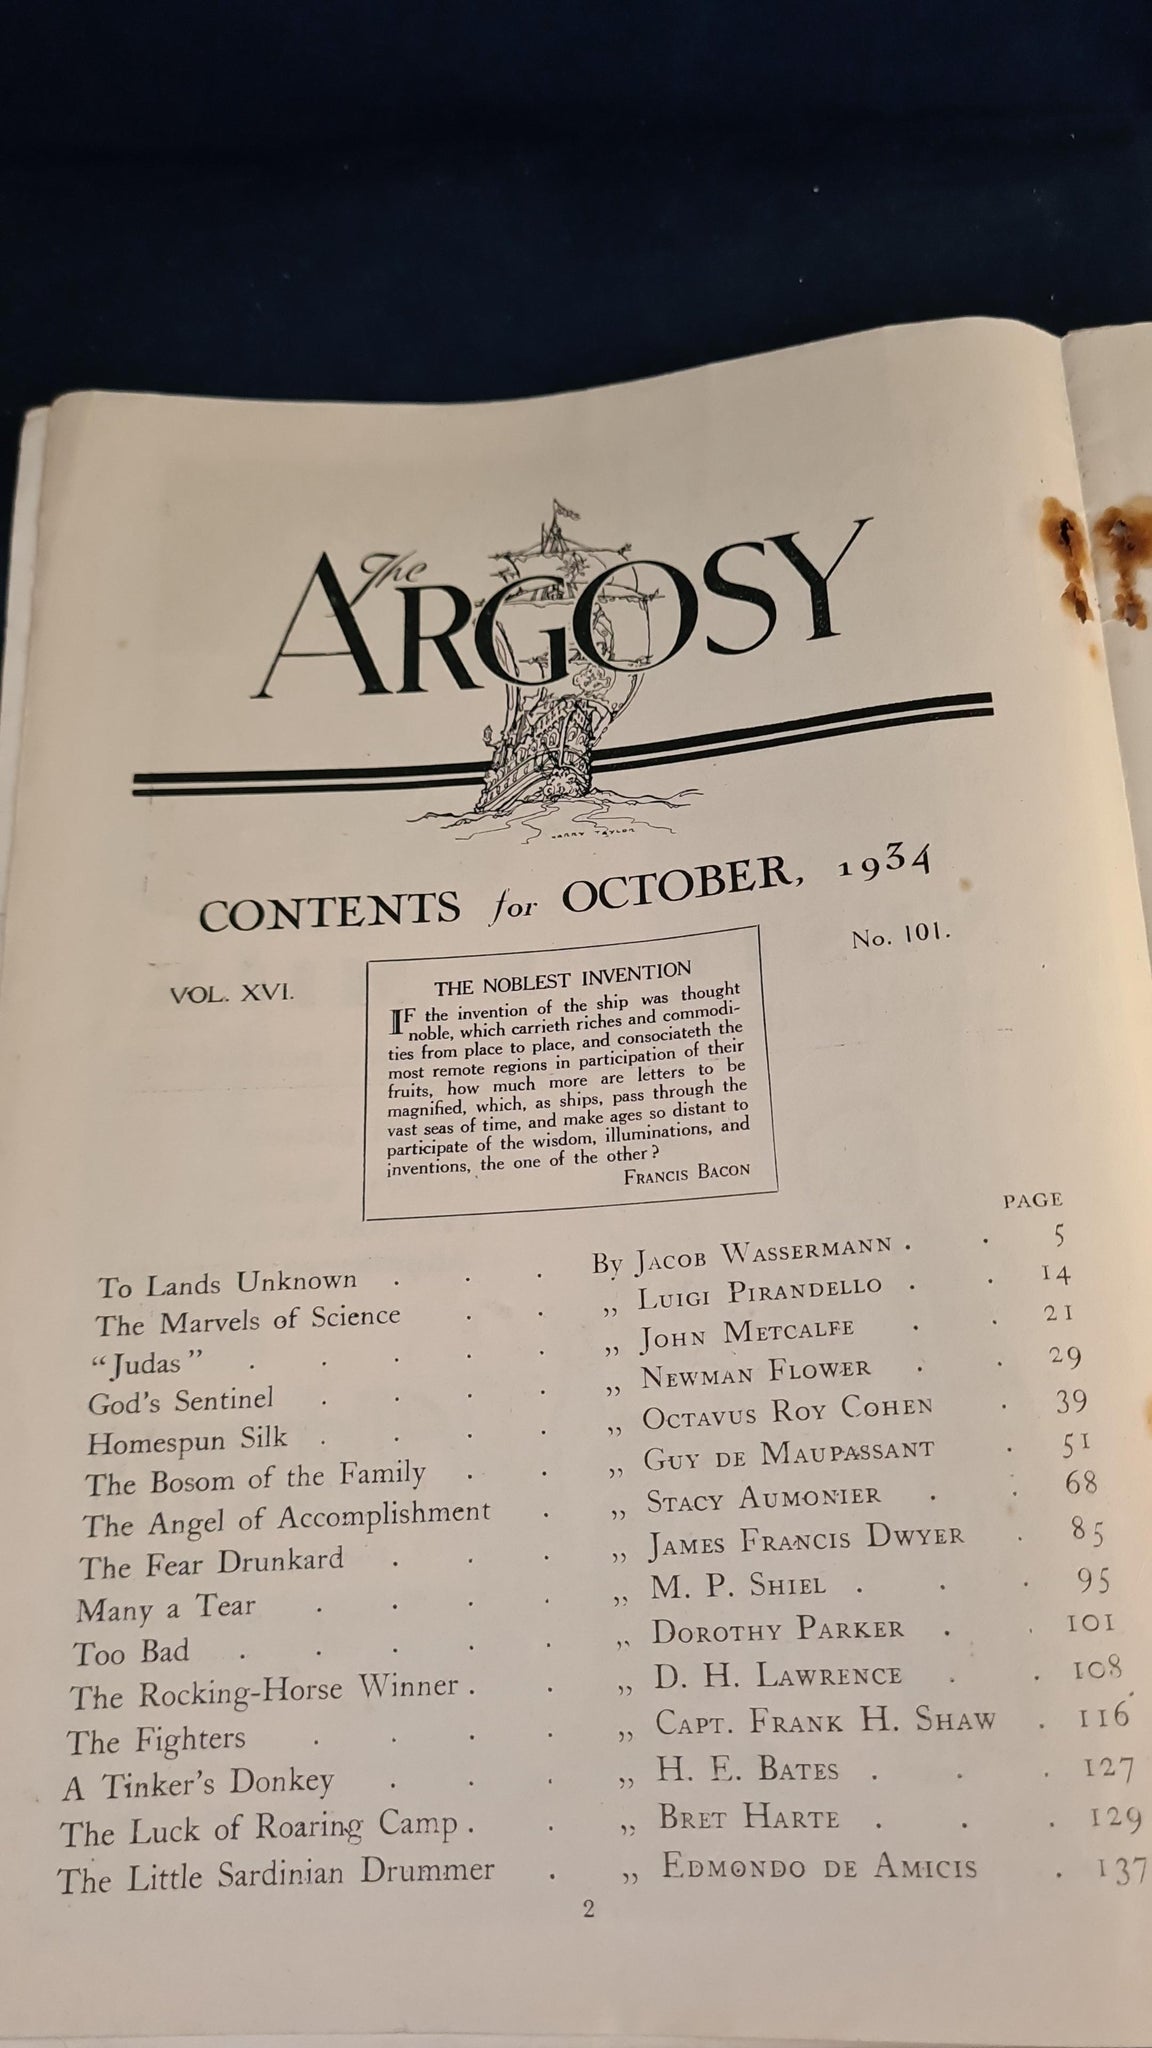 The ARGOSY
HARRY TAYLOR
CONTENTS for OCTOBER, 1934
VOL. XVI.
No. 101.
THE NOBLEST INVENTION
IF the invention of the ship was thought
noble, which carrieth riches and commodi-
ties from place to place, and consociateth the
most remote regions in participation of their
fruits, how much more are letters to be
magnified, which, as ships, pass through the
vast seas of time, and make ages so distant to
participate of the wisdom, illuminations, and
inventions, the one of the other?
FRANCIS BACON
PAGE
To Lands Unknown . . . By JACOB WASSERMANN . . 5
The Marvels of Science . . ,, LUIGI PIRANDELLO . . 14
"Judas" . . . . . ,, JOHN METCALFE . . 21
God's Sentinel . . . . ,, NEWMAN FLOWER . . 29
Homespun Silk . . . . ,, OCTAVUS ROY COHEN . 39
The Bosom of the Family . . ,, GUY DE MAUPASSANT . 51
The Angel of Accomplishment . ,, STACY AUMONIER . . 68
The Fear Drunkard . . . ,, JAMES FRANCIS DWYER . 85
Many a Tear . . . . ,, M. P. SHIEL . . . 95
Too Bad . . . . . ,, DOROTHY PARKER . . 101
The Rocking-Horse Winner . . ,, D. H. LAWRENCE . . 108
The Fighters . . . . ,, CAPT. FRANK H. SHAW . 116
A Tinker's Donkey . . . ,, H. E. BATES . . . 127
The Luck of Roaring Camp . . ,, BRET HARTE . . . 129
The Little Sardinian Drummer . ,, EDMONDO DE AMICIS . 137
2